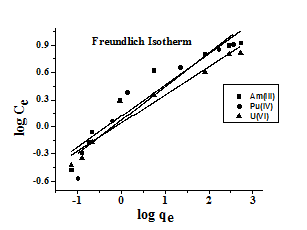 Freundlich Isotherm
log Ce
0.9
0.6
0.3
0.0
-0.3
-0.6
-1 0 1 2 3
log qe
Am(III)
Pu(IV)
U(VI)